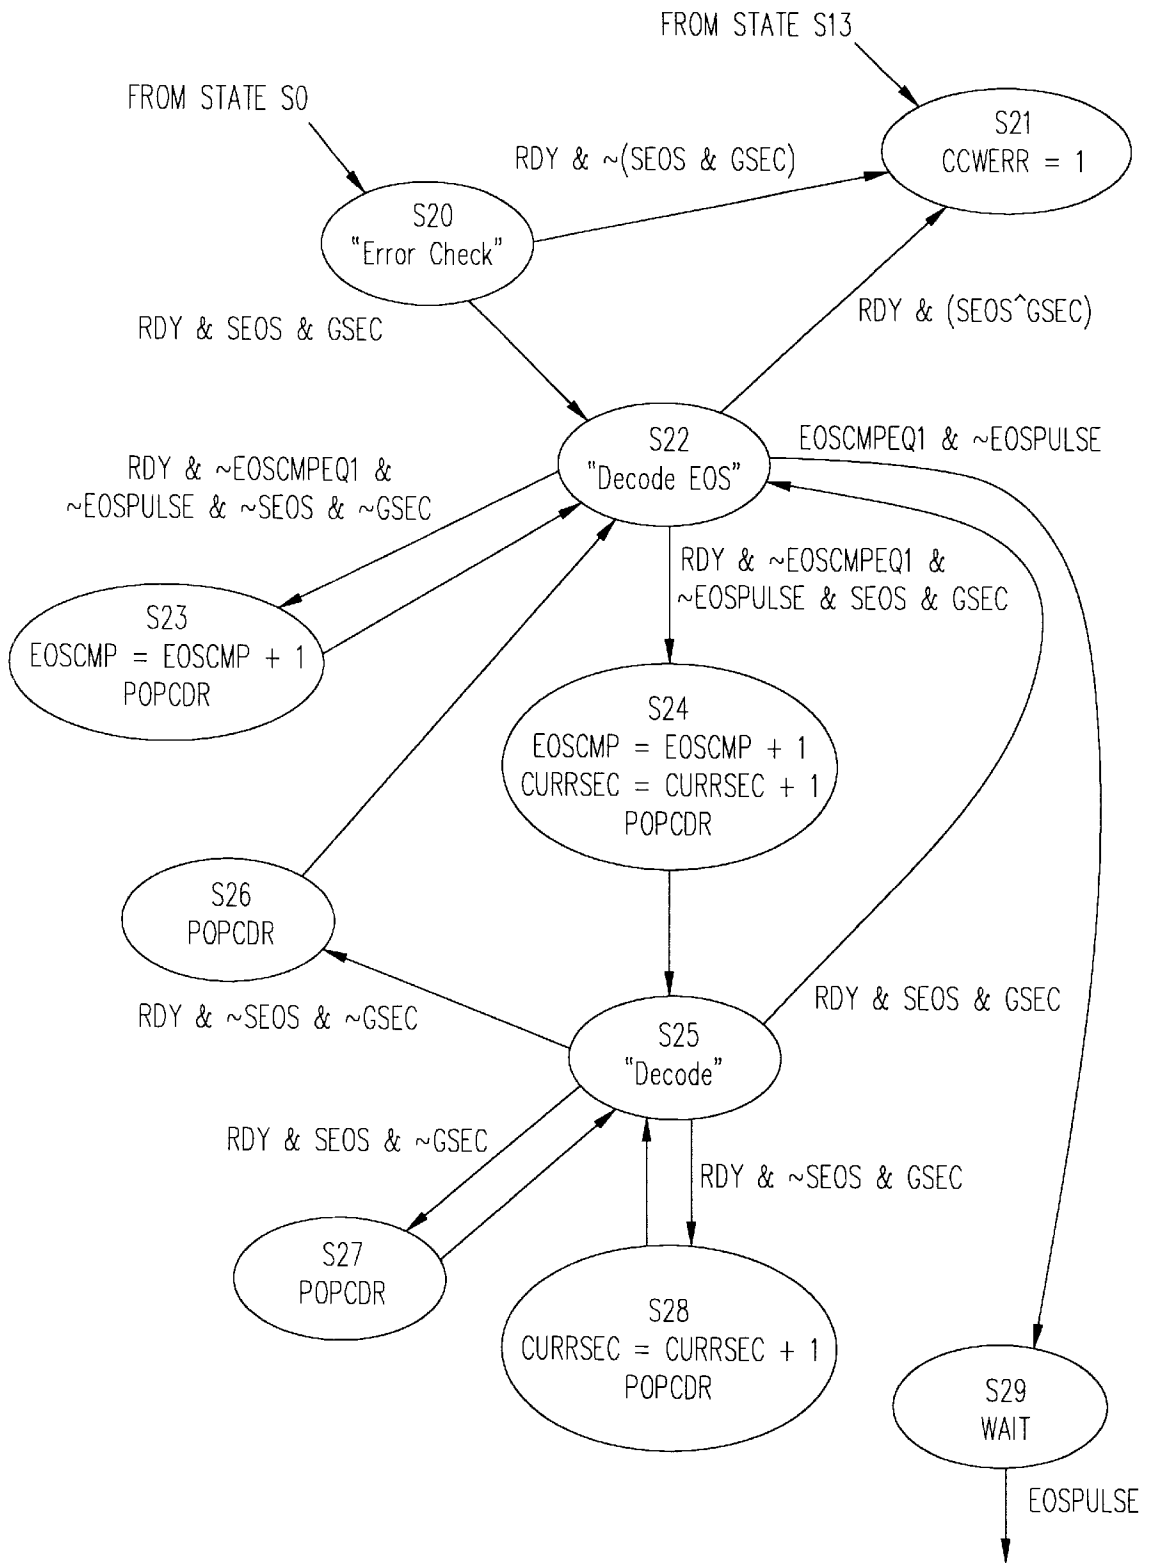 FROM STATE S13
FROM STATE S0
S21
CCWERR = 1
RDY & ~(SEOS & GSEC)
S20
"Error Check"
RDY & SEOS & GSEC
RDY & (SEOS^GSEC)
S22
"Decode EOS"
EOSCMPEQ1 & ~EOSPULSE
RDY & ~EOSCMPEQ1 &
~EOSPULSE & ~SEOS & ~GSEC
RDY & ~EOSCMPEQ1 &
~EOSPULSE & SEOS & GSEC
S23
EOSCMP = EOSCMP + 1
POPCDR
S24
EOSCMP = EOSCMP + 1
CURRSEC = CURRSEC + 1
POPCDR
S26
POPCDR
RDY & ~SEOS & ~GSEC
RDY & SEOS & GSEC
S25
"Decode"
RDY & SEOS & ~GSEC
RDY & ~SEOS & GSEC
S27
POPCDR
S28
CURRSEC = CURRSEC + 1
POPCDR
S29
WAIT
EOSPULSE